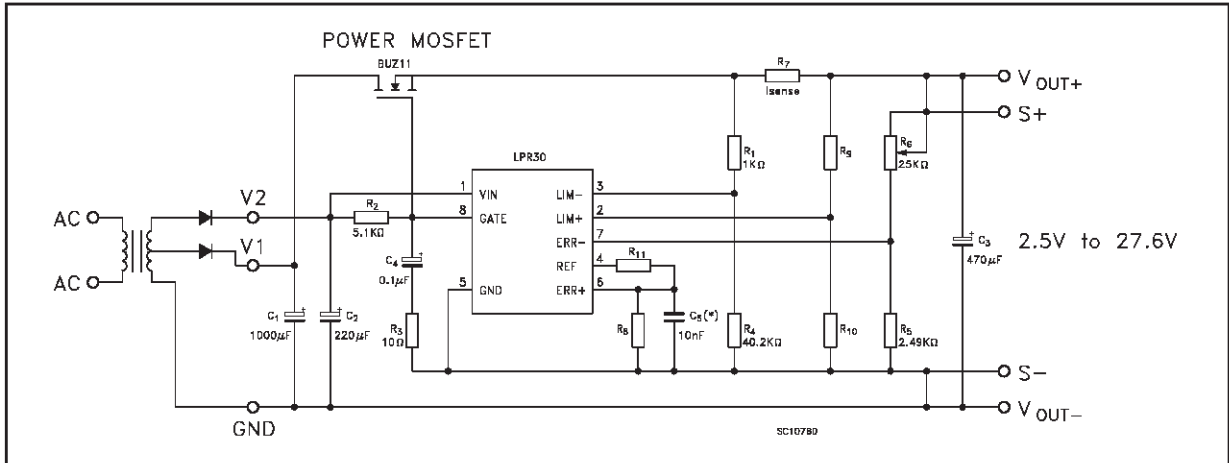 POWER MOSFET
BUZ11
R7
Isense
VOUT+
S+
R1
1KΩ
R9
R6
25KΩ
LPR30
1
VIN
LIM-
3
V2
R2
5.1KΩ
8
GATE
LIM+
2
AC
ERR-
7
V1
C4
0.1µF
REF
4
R11
C3
470µF
2.5V to 27.6V
AC
5
GND
ERR+
6
C1
1000µF
C2
220µF
R3
10Ω
R8
C5(*)
10nF
R4
40.2KΩ
R10
R5
2.49KΩ
S-
GND
VOUT-
SC10780